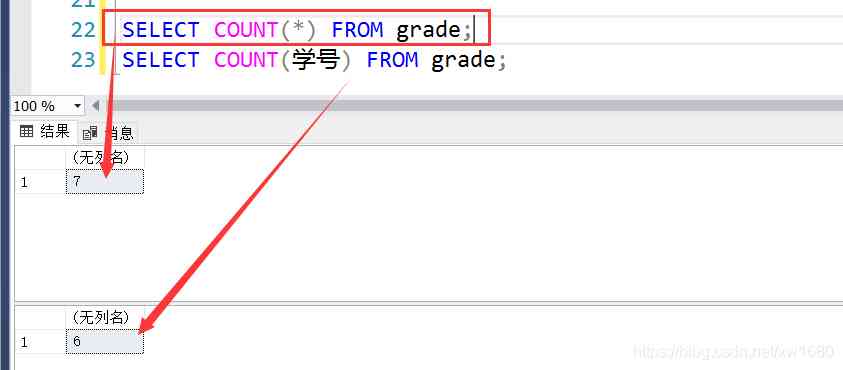 21
22 SELECT COUNT(*) FROM grade;
23 SELECT COUNT(学号) FROM grade;
100 %
结果 消息
(无列名)
1 7
(无列名)
1 6
https://blog.csdn.net/xw1680